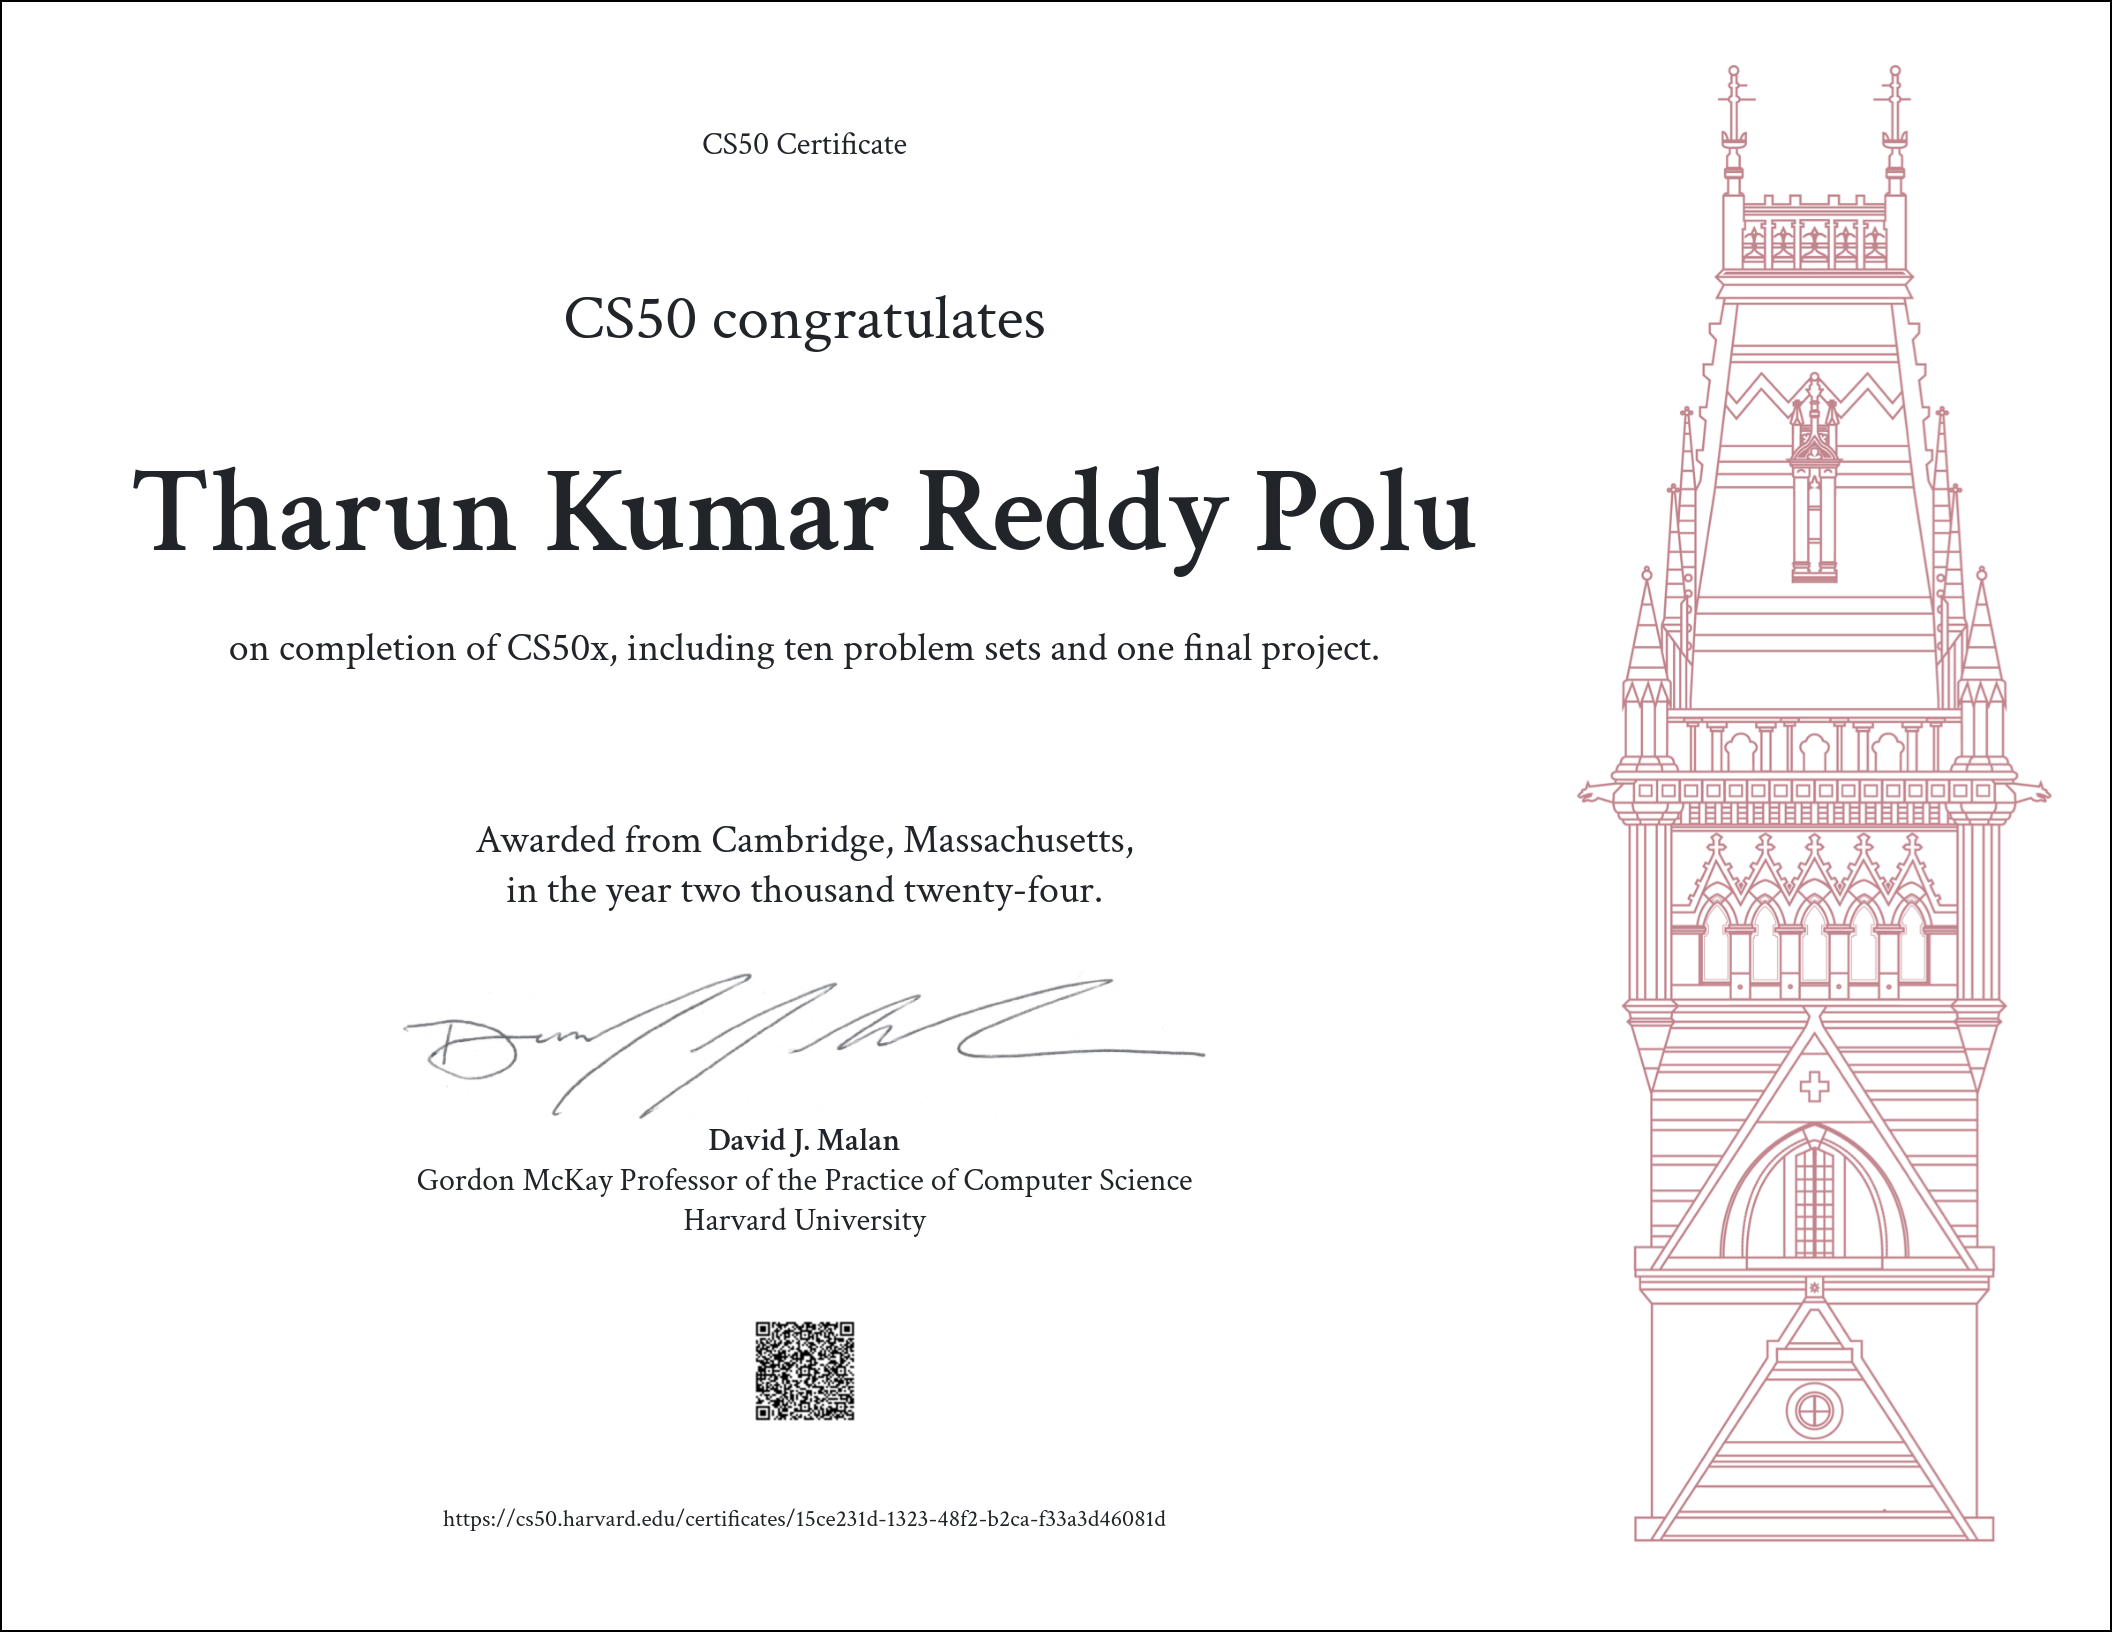 CS50 Certificate
CS50 congratulates
Tharun Kumar Reddy Polu
on completion of CS50x, including ten problem sets and one final project.
Awarded from Cambridge, Massachusetts,
in the year two thousand twenty-four.
David J. Malan
Gordon McKay Professor of the Practice of Computer Science
Harvard University
https://cs50.harvard.edu/certificates/15ce231d-1323-48f2-b2ca-f33a3d46081d